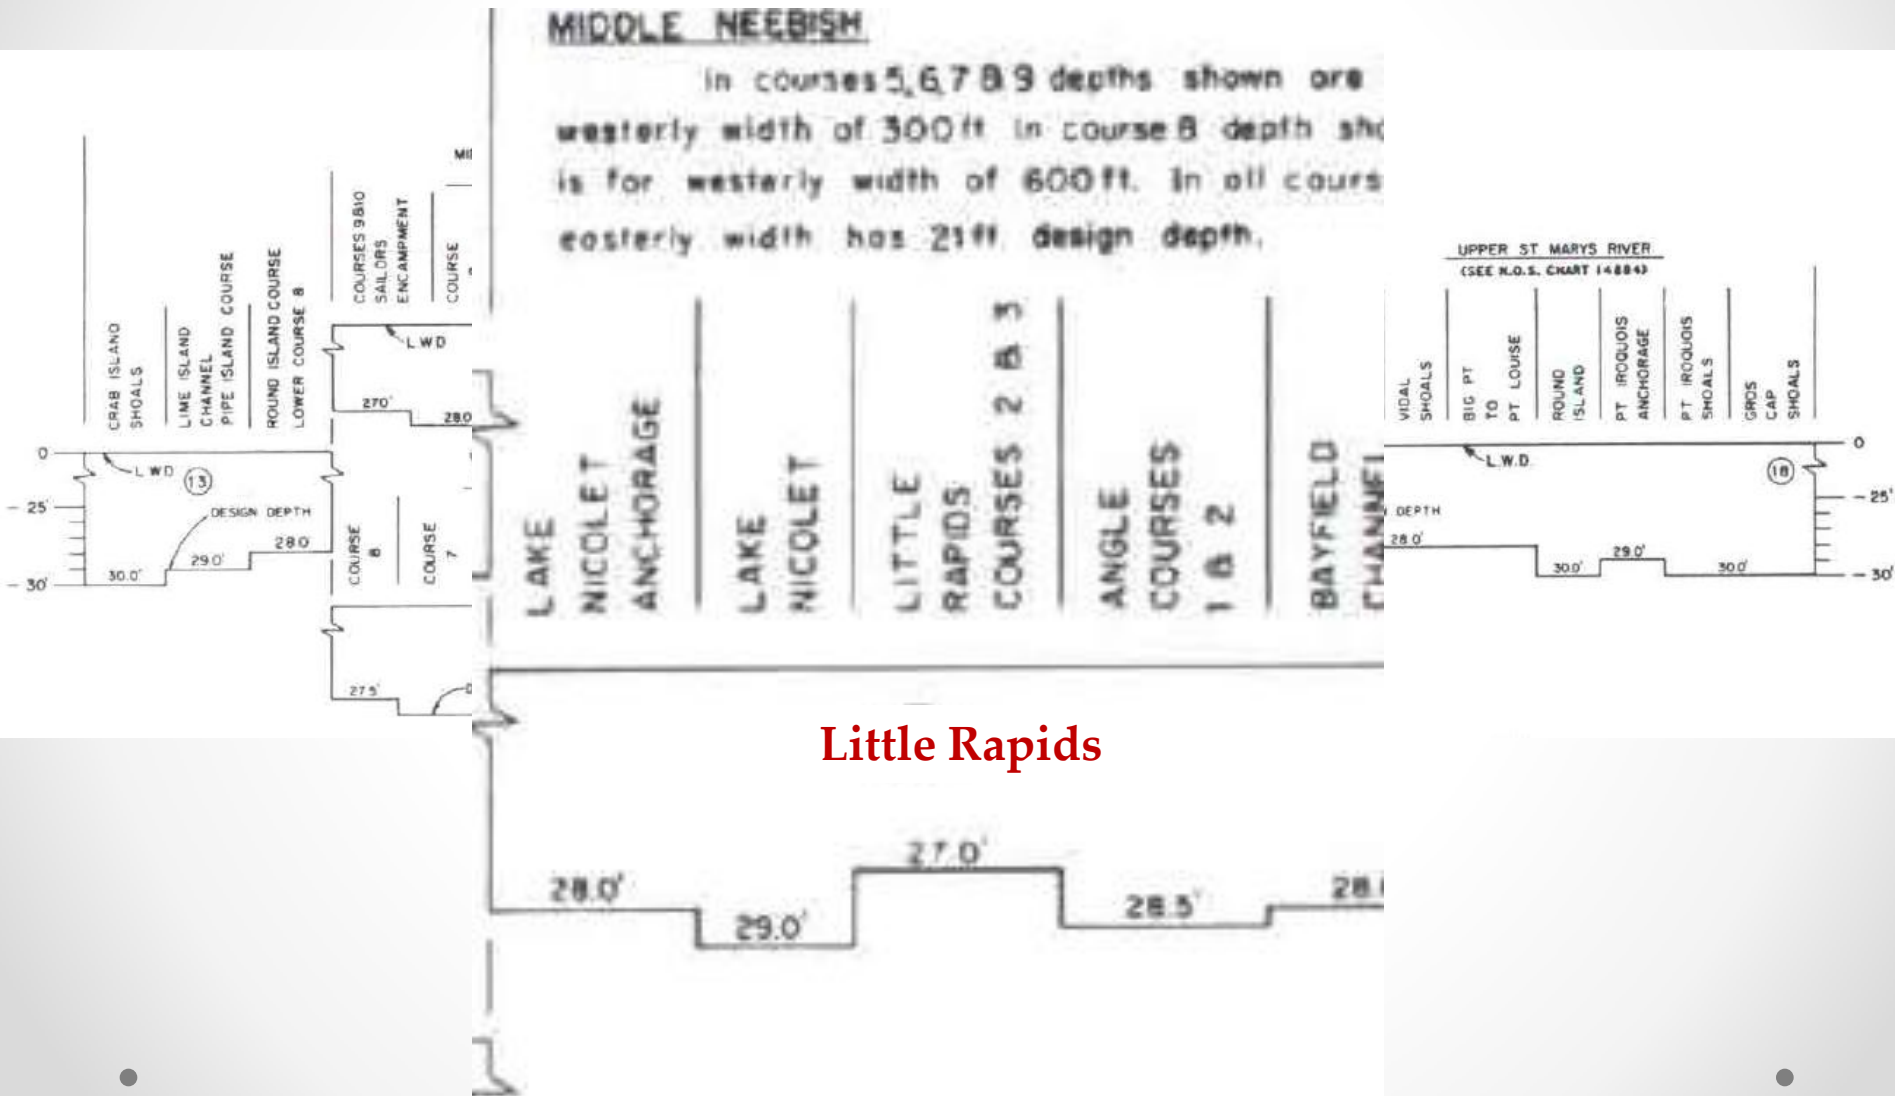 MIDDLE NEEBISH
In courses 5,6,7 & 9 depths shown are
westerly width of 300 ft In course 8 depth sho
is for westerly width of 600 ft. In all cours
easterly width has 21 ft design depth.
CRAB ISLAND
SHOALS
LIME ISLAND
CHANNEL
PIPE ISLAND COURSE
ROUND ISLAND COURSE
LOWER COURSE 8
COURSES 9&10
SAILORS
ENCAMPMENT
MI
COURSE
LWD
270'
28.0
0
LWD
13
-25'
DESIGN DEPTH
30.0'
29.0'
28.0'
-30'
COURSE
8
COURSE
7
27.5'
LAKE
NICOLET
ANCHORAGE
LAKE
NICOLET
LITTLE
RAPIDS
COURSES 2 & 3
ANGLE
COURSES
1 & 2
BAYFIELD
CHANNEL
Little Rapids
28.0'
29.0'
27.0'
28.5'
28.
UPPER ST MARYS RIVER
(SEE N.O.S. CHART 14884)
VIDAL
SHOALS
BIG PT
TO
PT LOUISE
ROUND
ISLAND
PT IROQUOIS
ANCHORAGE
PT IROQUOIS
SHOALS
GROS
CAP
SHOALS
0
L.W.D.
18
-25'
DEPTH
28.0'
30.0'
29.0'
30.0'
-30'